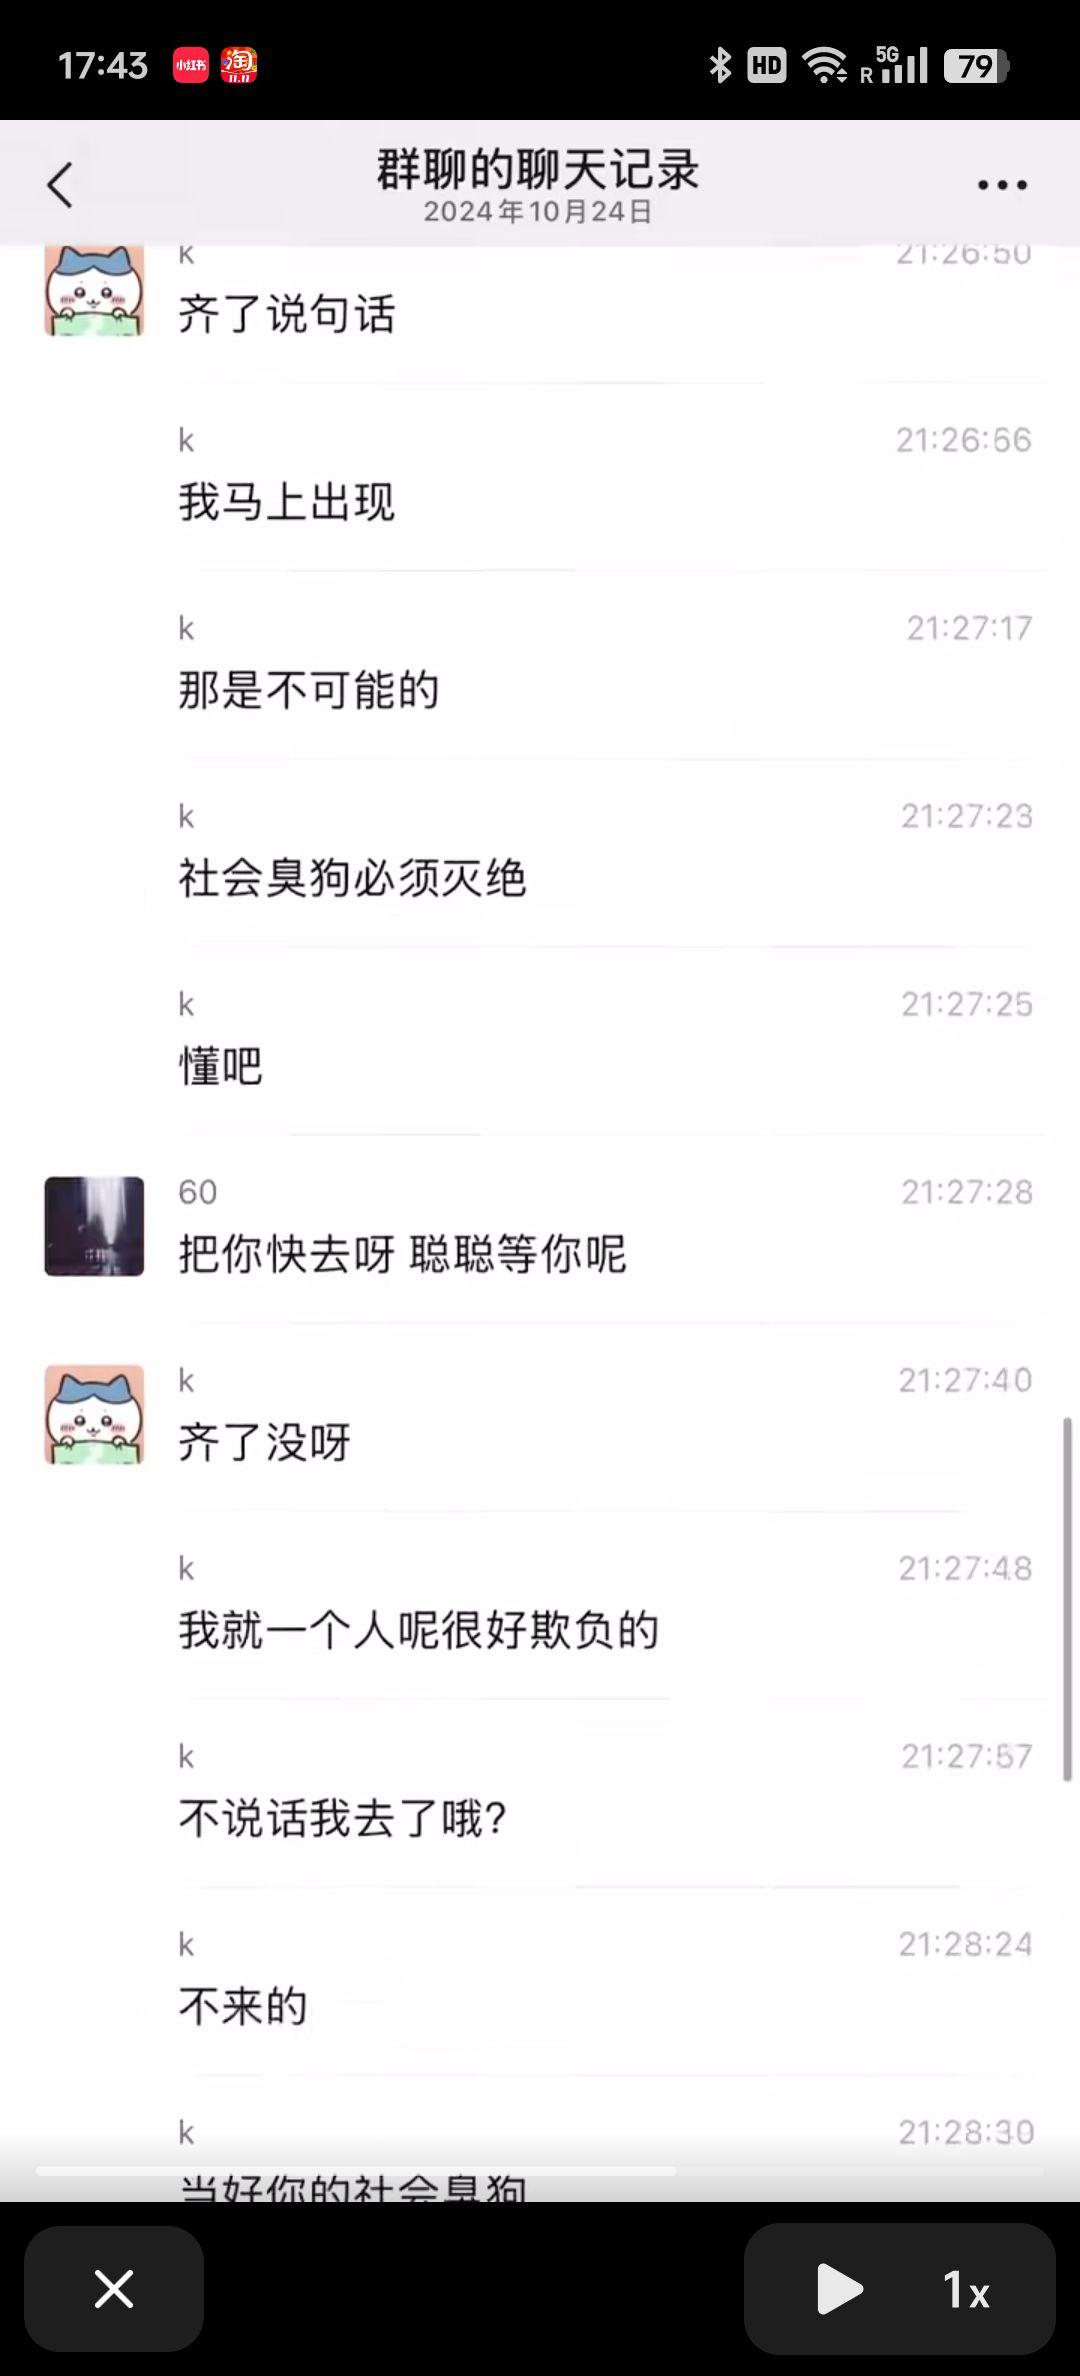 17:43 小红书 淘 11.11 HD R 5G 79
群聊的聊天记录
2024年10月24日
k 21:26:50
齐了说句话
k 21:26:56
我马上出现
k 21:27:17
那是不可能的
k 21:27:23
社会臭狗必须灭绝
k 21:27:25
懂吧
60 21:27:28
把你快去呀 聪聪等你呢
k 21:27:40
齐了没呀
k 21:27:48
我就一个人呢很好欺负的
k 21:27:57
不说话我去了哦?
k 21:28:24
不来的
k 21:28:30
当好你的社会臭狗
1x